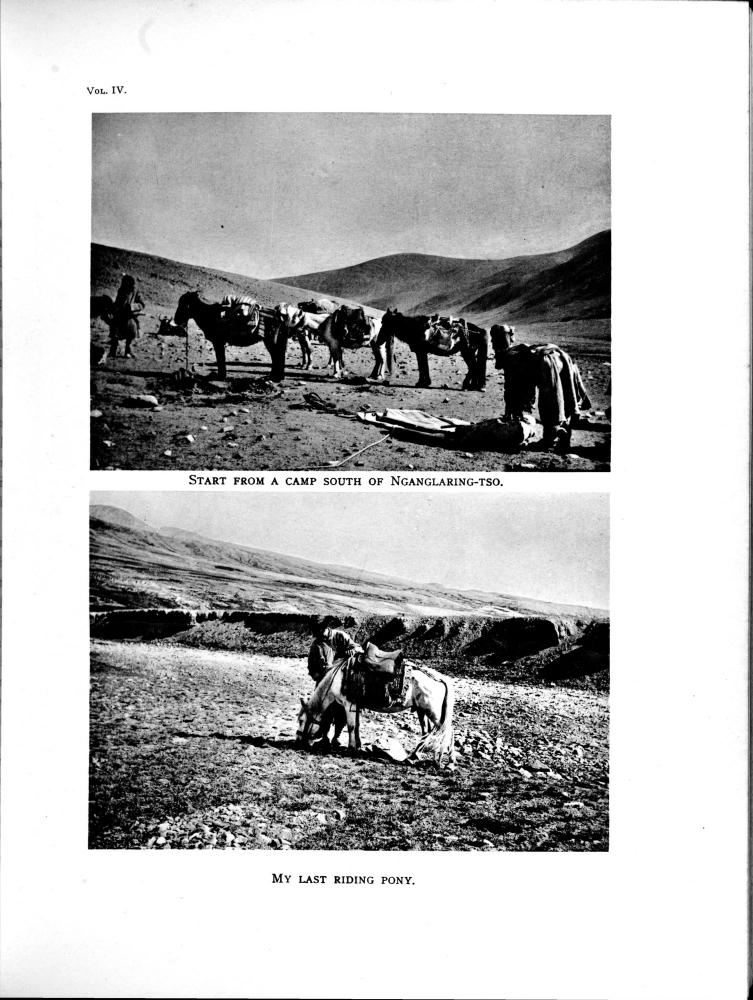 Vol. IV.
Start from a camp south of Nganglaring-tso.
My last riding pony.